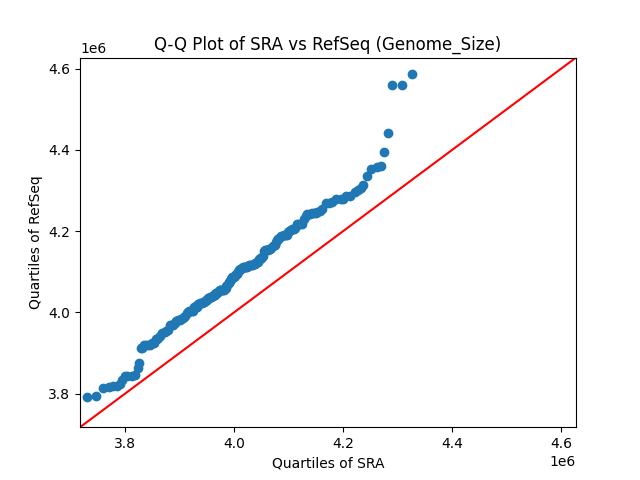 Q-Q Plot of SRA vs RefSeq (Genome_Size)
1e6
4.6
4.4
4.2
4.0
3.8
Quartiles of RefSeq
3.8 4.0 4.2 4.4 4.6
1e6
Quartiles of SRA